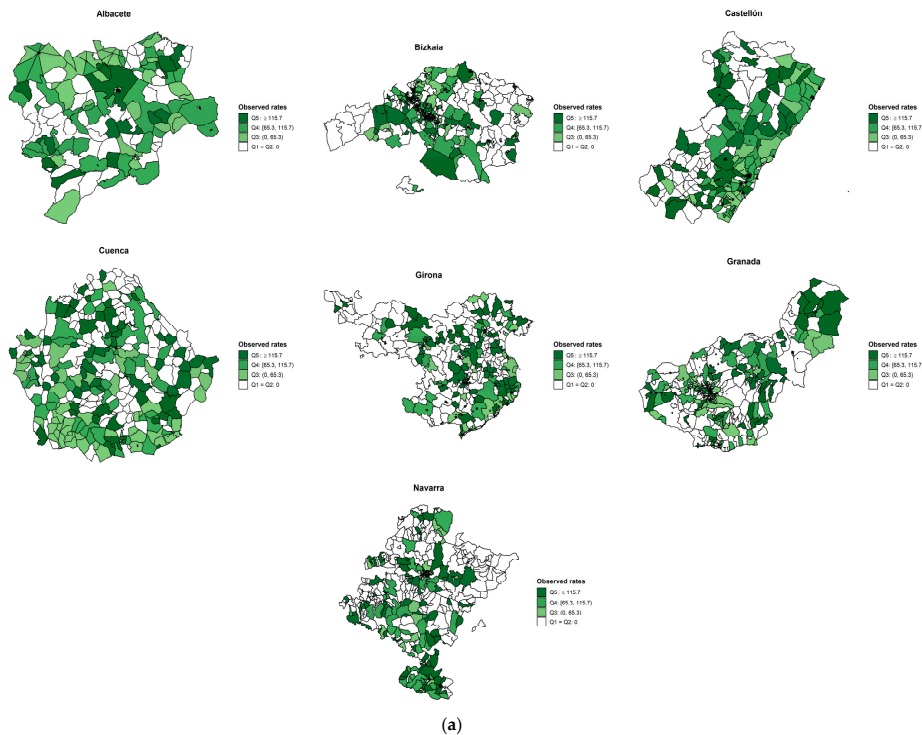 Albacete
Bizkaia
Castellón
Observed rates
Q5: ≥ 115.7
Q4: [65.3, 115.7)
Q3: (0, 65.3)
Q1 = Q2: 0
Observed rates
Q5: ≥ 115.7
Q4: [65.3, 115.7)
Q3: (0, 65.3)
Q1 = Q2: 0
Observed rates
Q5: ≥ 115.7
Q4: [65.3, 115.7)
Q3: (0, 65.3)
Q1 = Q2: 0
Cuenca
Girona
Granada
Observed rates
Q5: ≥ 115.7
Q4: [65.3, 115.7)
Q3: (0, 65.3)
Q1 = Q2: 0
Observed rates
Q5: ≥ 115.7
Q4: [65.3, 115.7)
Q3: (0, 65.3)
Q1 = Q2: 0
Observed rates
Q5: ≥ 115.7
Q4: [65.3, 115.7)
Q3: (0, 65.3)
Q1 = Q2: 0
Navarra
Observed rates
Q5: ≥ 115.7
Q4: [65.3, 115.7)
Q3: (0, 65.3)
Q1 = Q2: 0
(a)